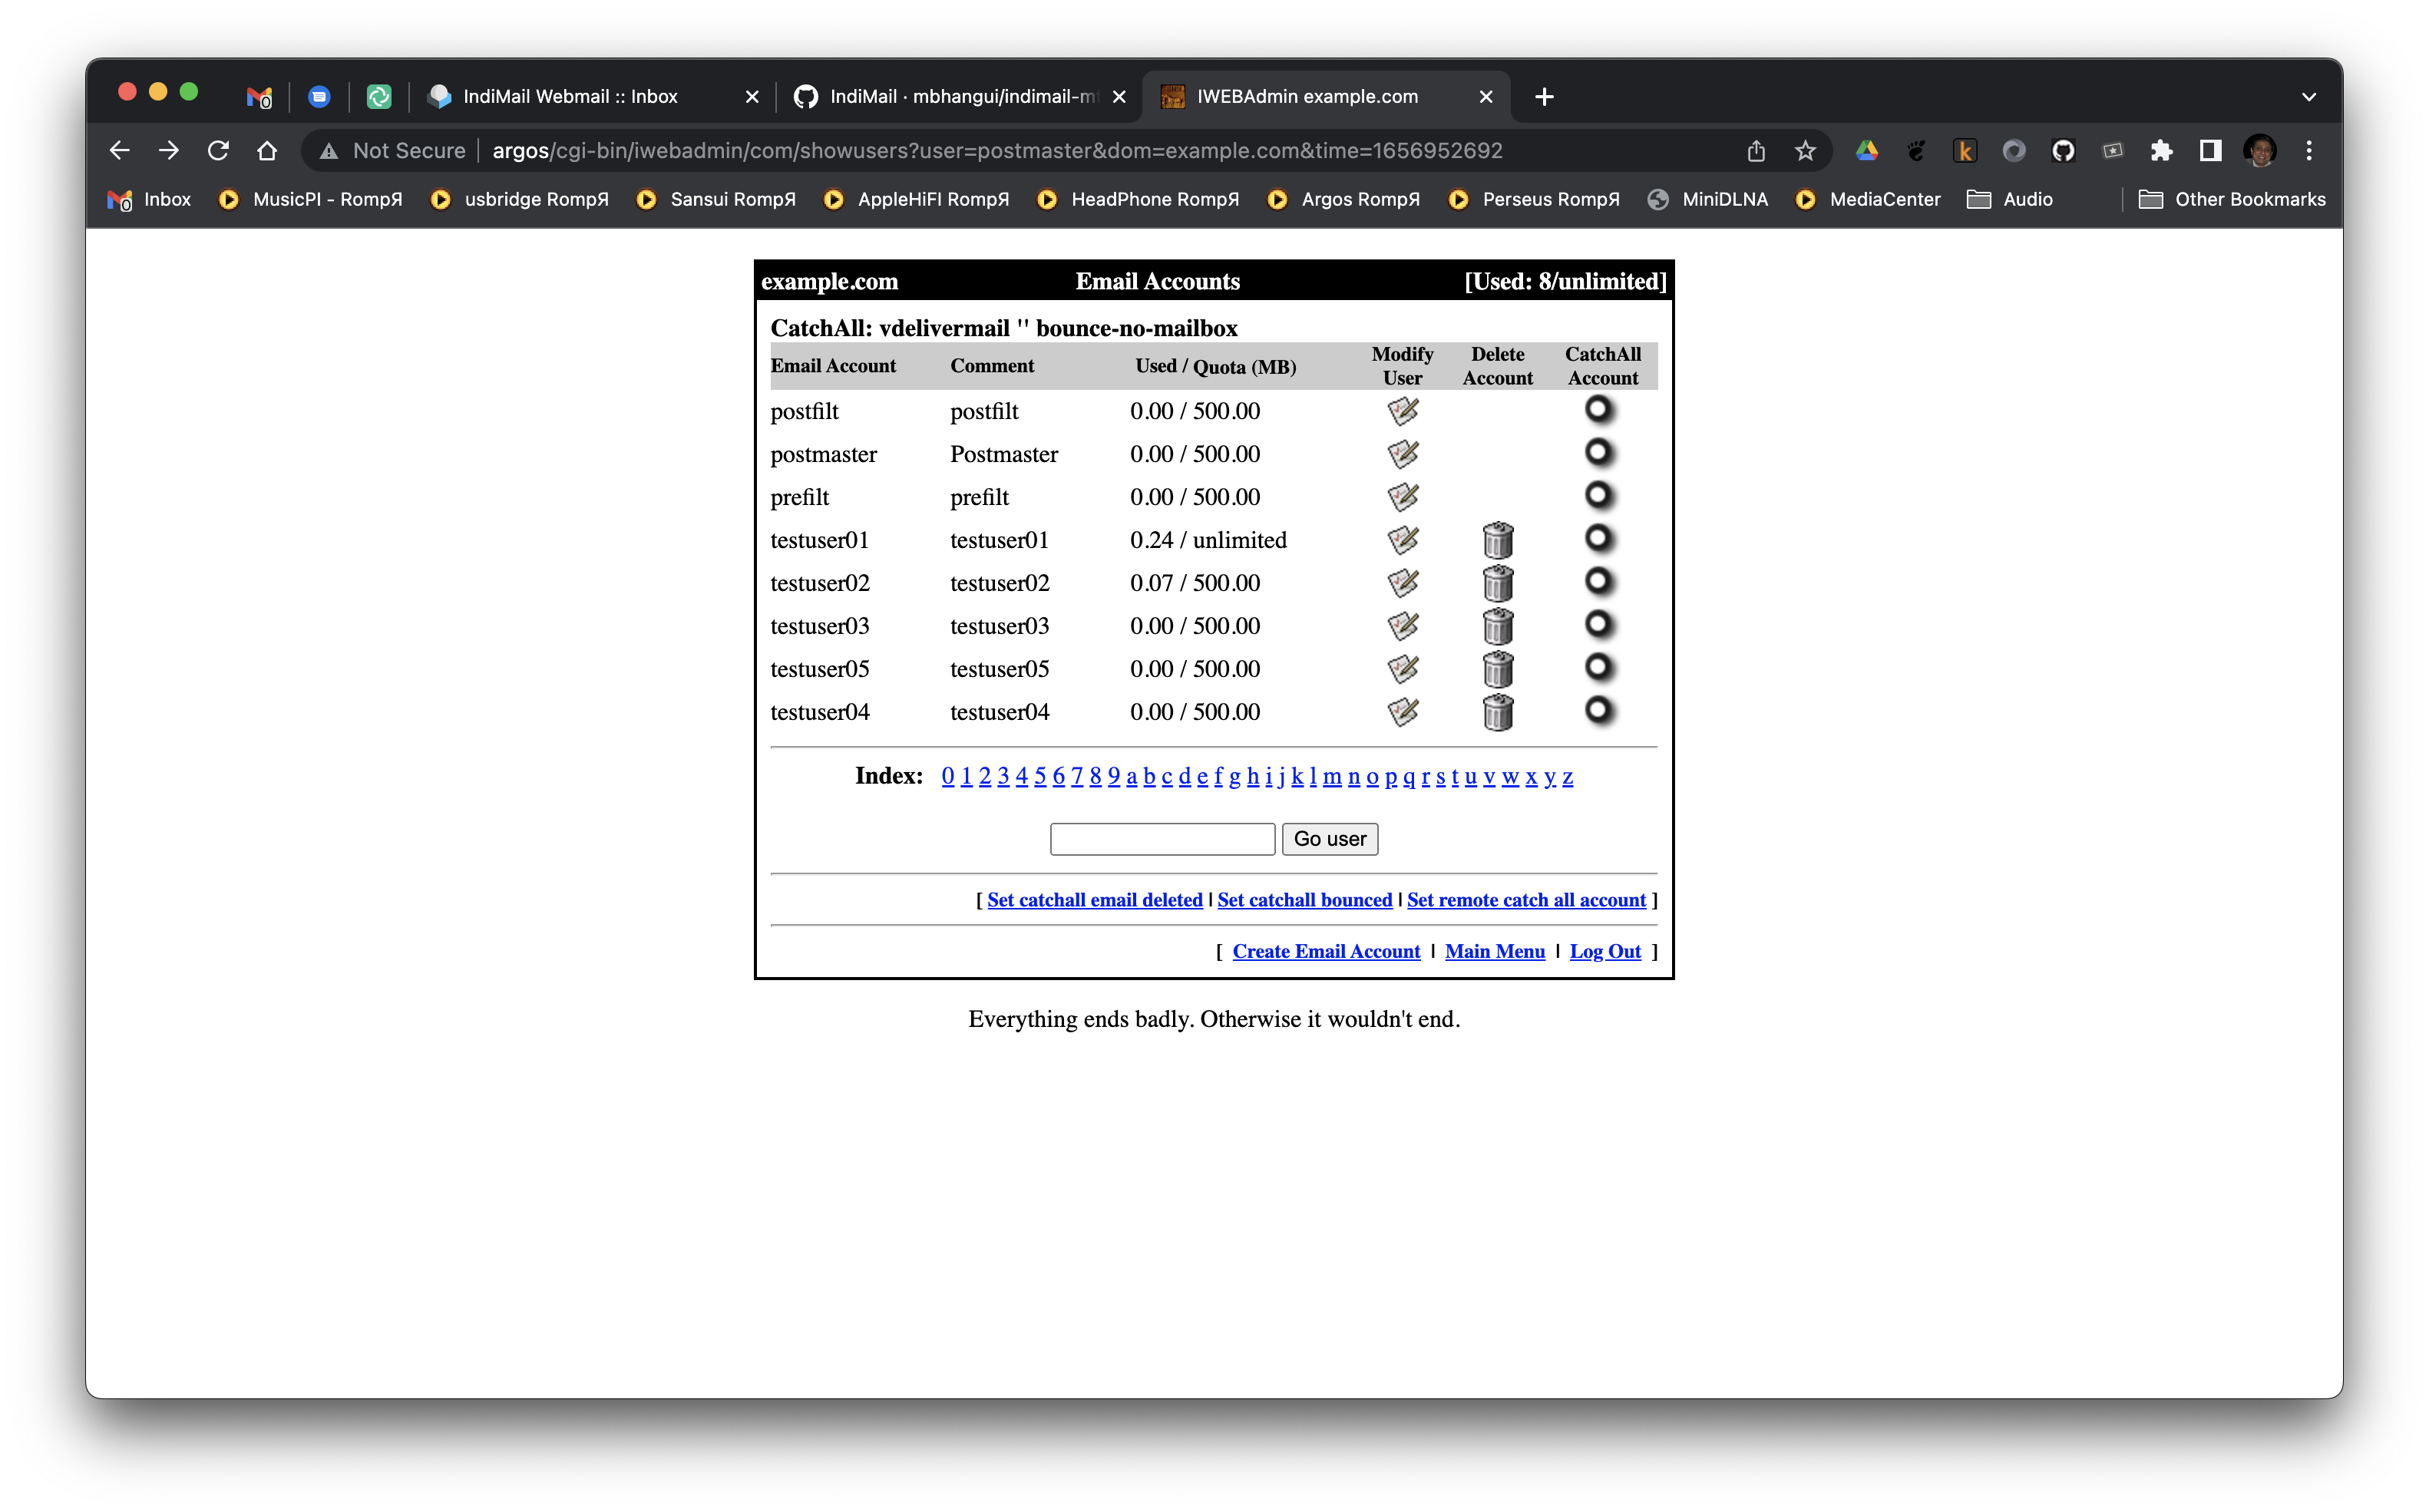 IndiMail Webmail :: Inbox
IndiMail · mbhangui/indimail-m
IWEBAdmin example.com
Not Secure argos/cgi-bin/iwebadmin/com/showusers?user=postmaster&dom=example.com&time=1656952692
Inbox MusicPI - RompЯ usbridge RompЯ Sansui RompЯ AppleHiFI RompЯ HeadPhone RompЯ Argos RompЯ Perseus RompЯ MiniDLNA MediaCenter Audio Other Bookmarks
example.com Email Accounts [Used: 8/unlimited]
CatchAll: vdelivermail '' bounce-no-mailbox
Email Account Comment Used / Quota (MB) Modify User Delete Account CatchAll Account
postfilt postfilt 0.00 / 500.00
postmaster Postmaster 0.00 / 500.00
prefilt prefilt 0.00 / 500.00
testuser01 testuser01 0.24 / unlimited
testuser02 testuser02 0.07 / 500.00
testuser03 testuser03 0.00 / 500.00
testuser05 testuser05 0.00 / 500.00
testuser04 testuser04 0.00 / 500.00
Index: 0 1 2 3 4 5 6 7 8 9 a b c d e f g h i j k l m n o p q r s t u v w x y z
Go user
[ Set catchall email deleted | Set catchall bounced | Set remote catch all account ]
[ Create Email Account | Main Menu | Log Out ]
Everything ends badly. Otherwise it wouldn't end.